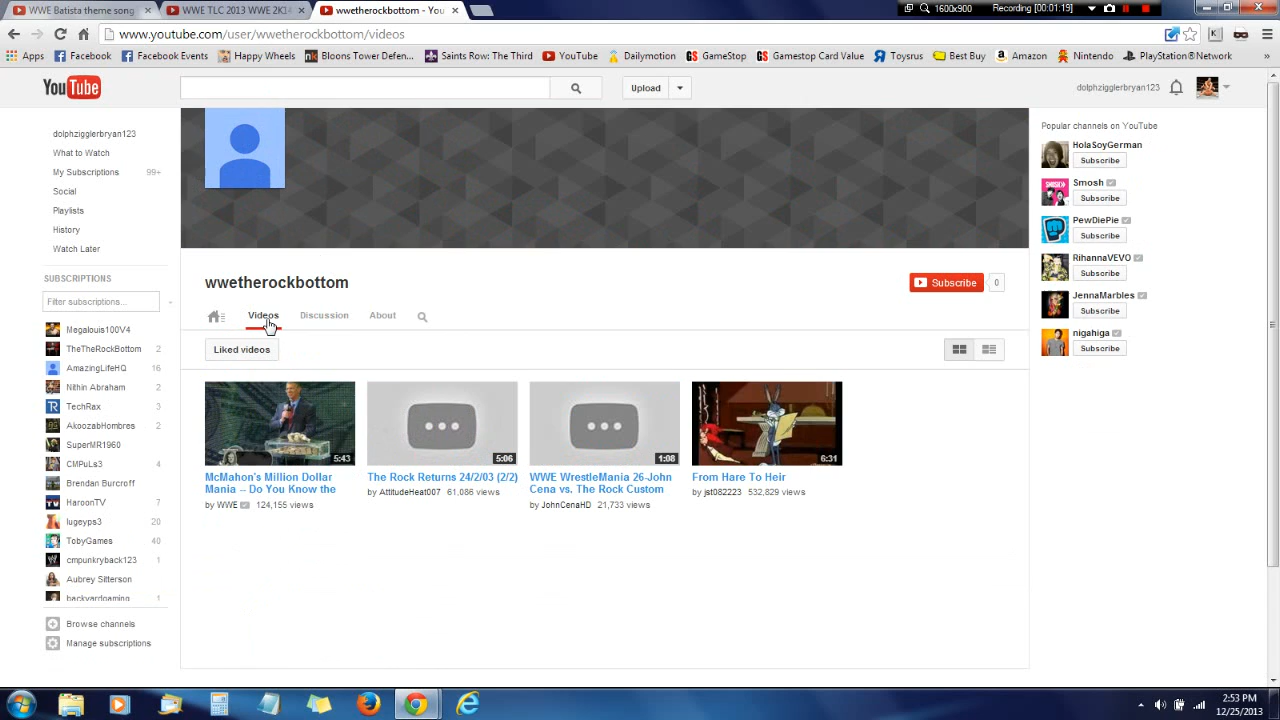 WWE Batista theme song
WWE TLC 2013 WWE 2K14
wwetherockbottom - You
1600x900
Recording [00:01:19]
www.youtube.com/user/wwetherockbottom/videos
Apps
Facebook
Facebook Events
Happy Wheels
Bloons Tower Defen...
Saints Row: The Third
YouTube
Dailymotion
GS GameStop
GS Gamestop Card Value
Toysrus
Best Buy
Amazon
Nintendo
PlayStation®Network
»
YouTube
Upload
dolphzigglerbryan123
dolphzigglerbryan123
What to Watch
My Subscriptions 99+
Social
Playlists
History
Watch Later
SUBSCRIPTIONS
Filter subscriptions...
Megalouis100V4
TheTheRockBottom 2
AmazingLifeHQ 16
Nithin Abraham 2
TechRax 3
AkoozabHombres 2
SuperMR1960
CMPuLs3 4
Brendan Burcroff
HaroonTV 7
lugeyps3 20
TobyGames 40
cmpunkryback123 1
Aubrey Sitterson
backyardgaming 1
Browse channels
Manage subscriptions
wwetherockbottom
Subscribe 0
Videos
Discussion
About
Liked videos
5:43
McMahon's Million Dollar
Mania -- Do You Know the
by WWE 124,155 views
5:06
The Rock Returns 24/2/03 (2/2)
by AttitudeHeat007 61,086 views
1:08
WWE WrestleMania 26-John
Cena vs. The Rock Custom
by JohnCenaHD 21,733 views
6:31
From Hare To Heir
by jst082223 532,829 views
Popular channels on YouTube
HolaSoyGerman
Subscribe
Smosh
Subscribe
PewDiePie
Subscribe
RihannaVEVO
Subscribe
JennaMarbles
Subscribe
nigahiga
Subscribe
2:53 PM
12/25/2013